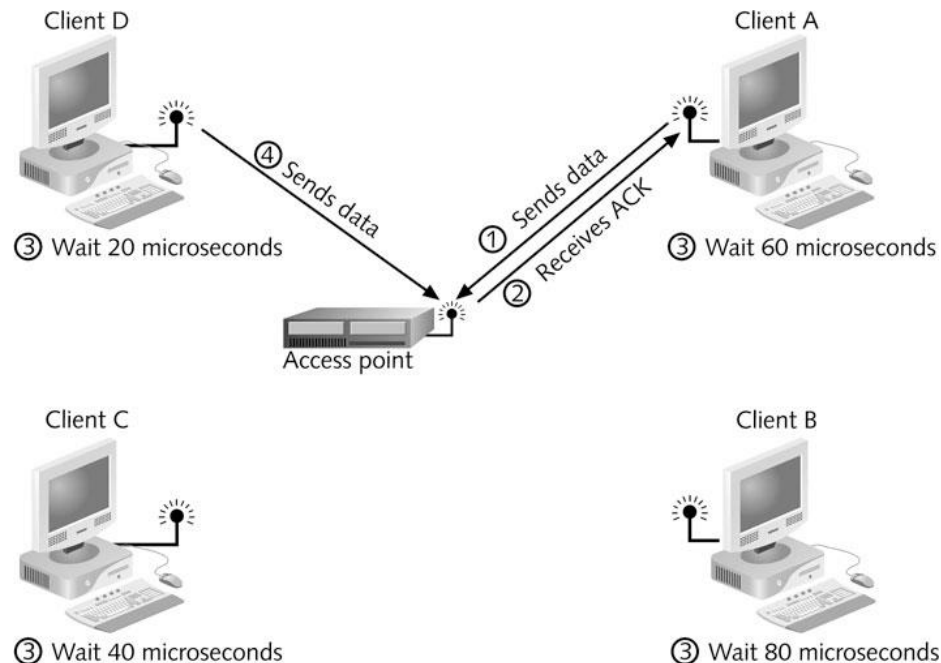 Client D
Client A
④ Sends data
① Sends data
② Receives ACK
③ Wait 20 microseconds
③ Wait 60 microseconds
Access point
Client C
Client B
③ Wait 40 microseconds
③ Wait 80 microseconds